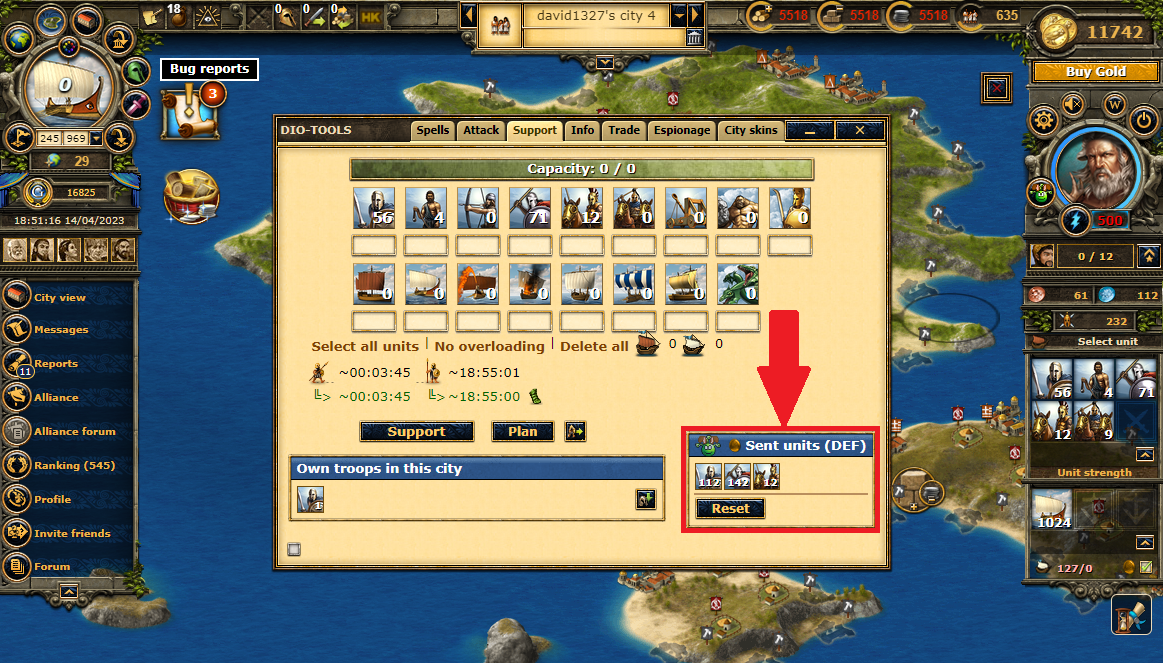 18
0
0
0
HK
david1327's city 4
5518
5518
5518
635
11742
Buy Gold
Bug reports
3
0
245 969
29
16825
18:51:16 14/04/2023
City view
Messages
Reports
11
Alliance
Alliance forum
Ranking (545)
Profile
Invite friends
Forum
DIO-TOOLS
Spells
Attack
Support
Info
Trade
Espionage
City skins
Capacity: 0 / 0
56 4 0 71 12 0 0 0 0
0 0 0 0 0 0 0 0
Select all units
No overloading
Delete all
0
0
~00:03:45
~18:55:01
~00:03:45
~18:55:00
Support
Plan
Own troops in this city
1
Sent units (DEF)
112 142 12
Reset
W
500
0 / 12
61
112
232
Select unit
56 4 71
12 9
Unit strength
1024
127/0